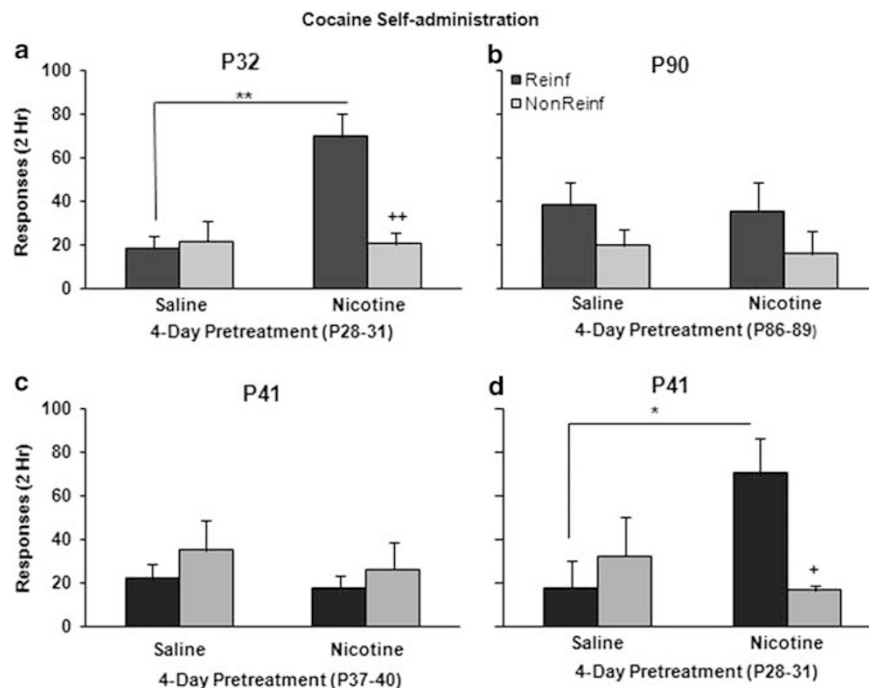 Cocaine Self-administration
a
P32
100
80
60
40
20
0
Responses (2 Hr)
**
++
Saline
Nicotine
4-Day Pretreatment (P28-31)
b
P90
Reinf
NonReinf
Saline
Nicotine
4-Day Pretreatment (P86-89)
c
P41
100
80
60
40
20
0
Responses (2 Hr)
Saline
Nicotine
4-Day Pretreatment (P37-40)
d
P41
*
+
Saline
Nicotine
4-Day Pretreatment (P28-31)